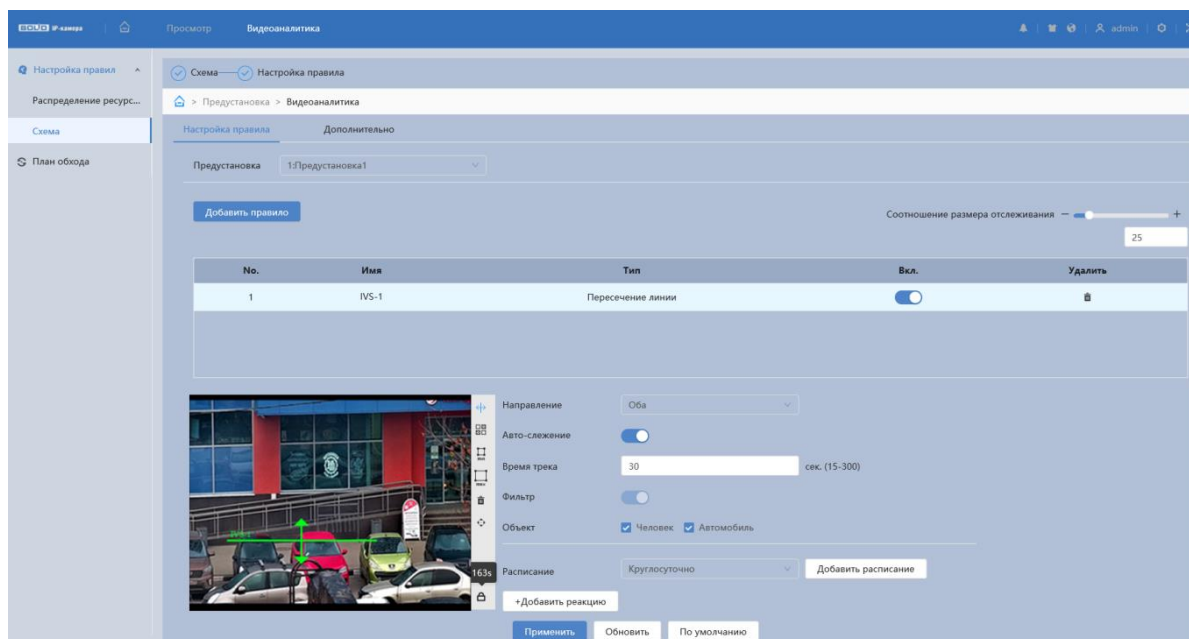 BOLID IP-камера Просмотр Видеоаналитика admin
Настройка правил
Распределение ресурс...
Схема
План обхода
Схема Настройка правила
> Предустановка > Видеоаналитика
Настройка правила Дополнительно
Предустановка 1:Предустановка1
Добавить правило
Соотношение размера отслеживания − +
25
No. Имя Тип Вкл. Удалить
1 IVS-1 Пересечение линии
IVS-1
163s
Направление Оба
Авто-слежение
Время трека 30 сек. (15-300)
Фильтр
Объект Человек Автомобиль
Расписание Круглосуточно Добавить расписание
+Добавить реакцию
Применить Обновить По умолчанию